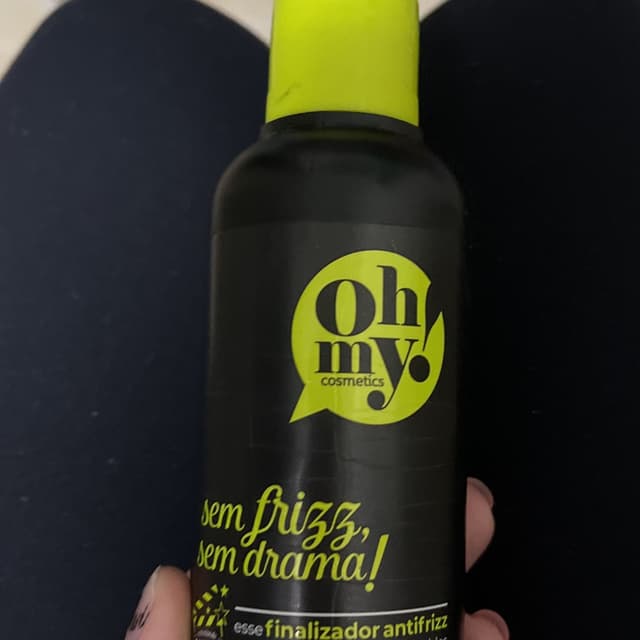 Oh
my!
cosmetics
sem frizz,
sem drama!
esse finalizador antifrizz